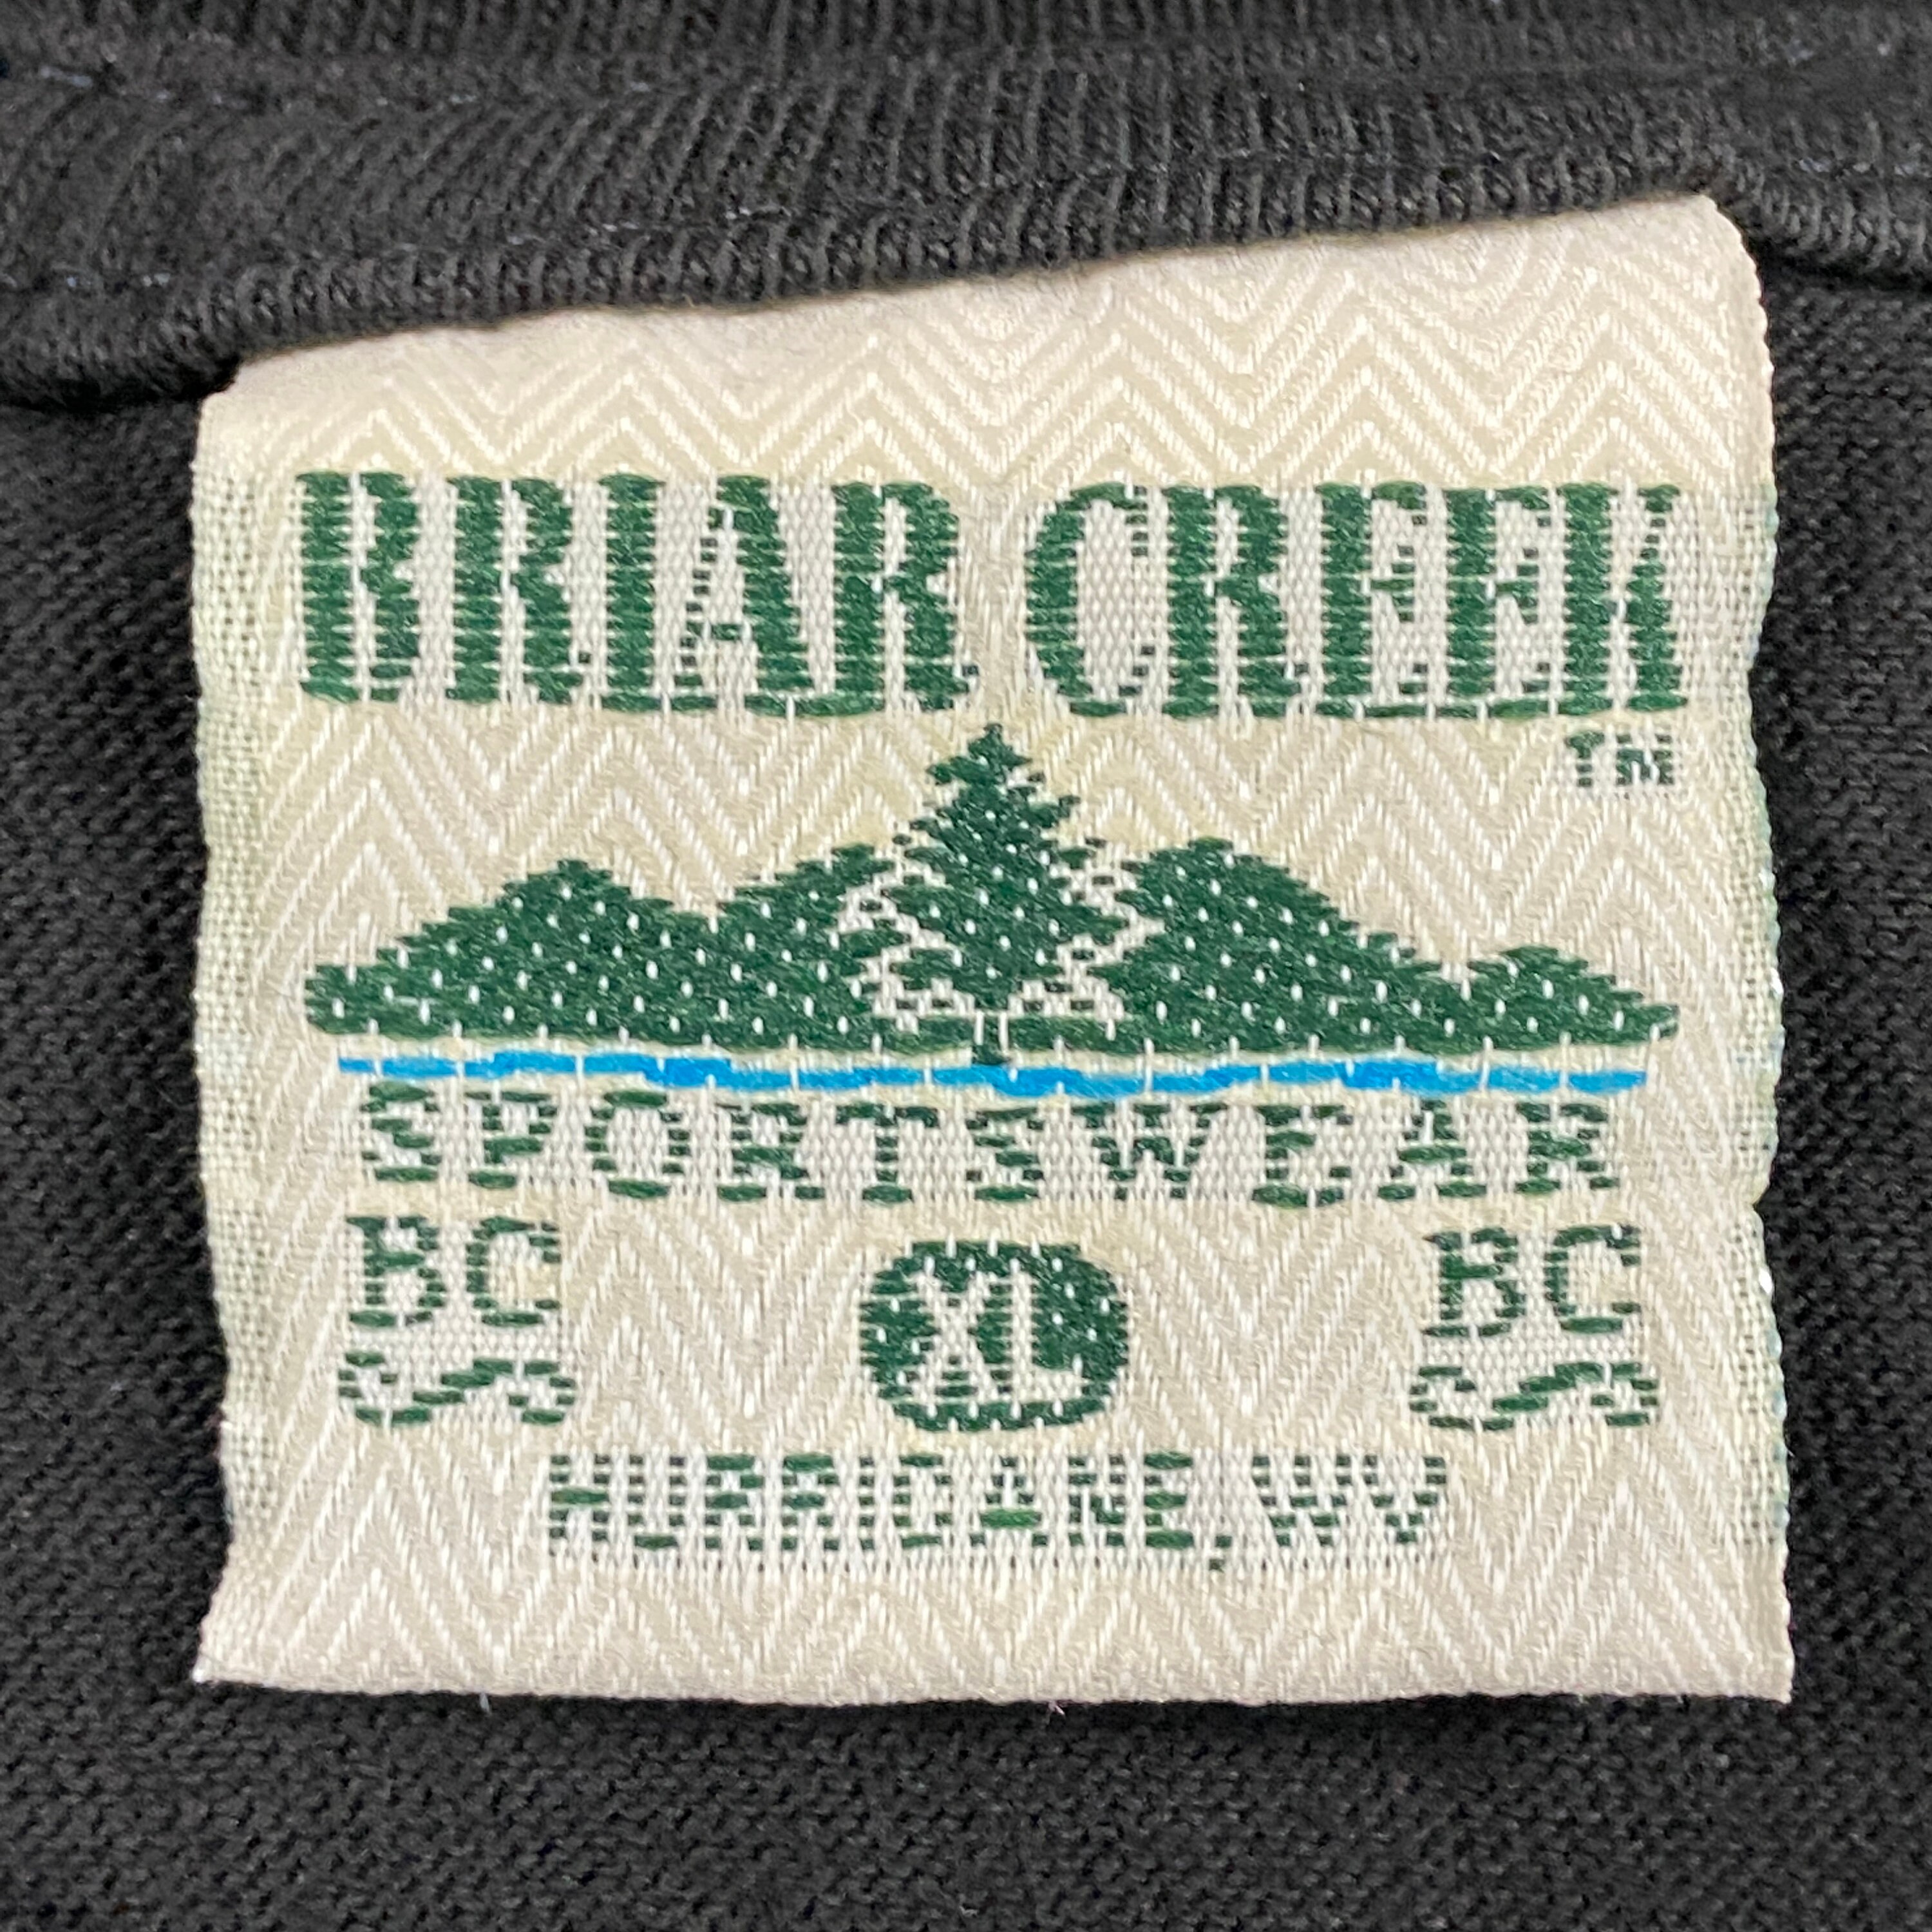 BRIAR CREEK
TM
SPORTSWEAR
BC XL BC
HURRICANE, WV